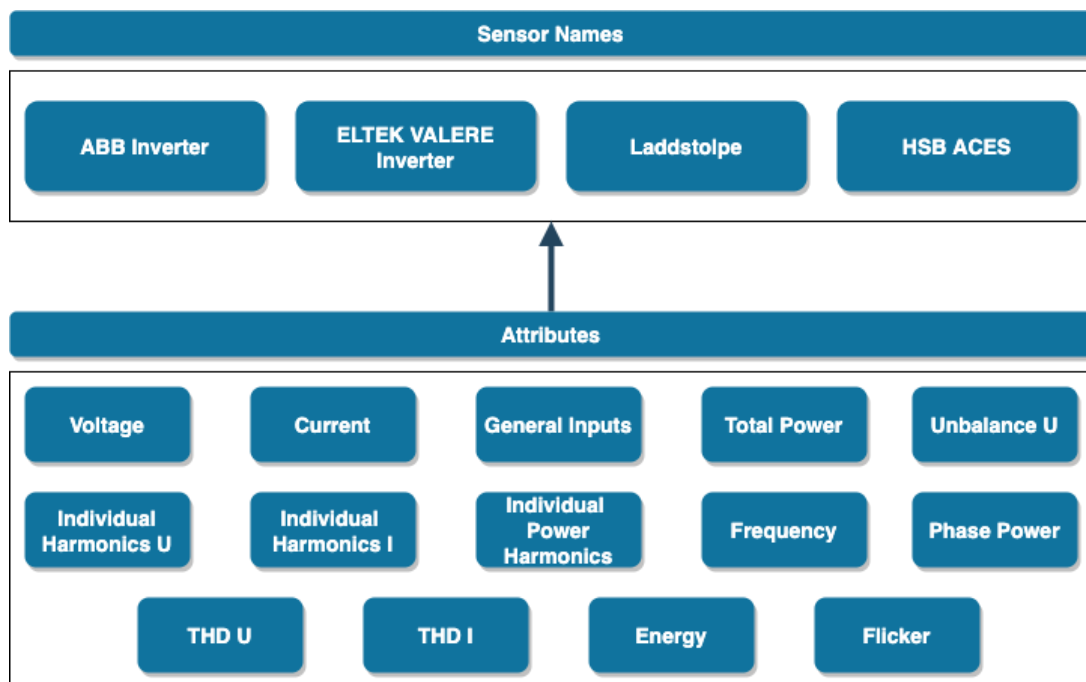 Sensor Names
ABB Inverter
ELTEK VALERE
Inverter
Laddstolpe
HSB ACES
Attributes
Voltage
Current
General Inputs
Total Power
Unbalance U
Individual
Harmonics U
Individual
Harmonics I
Individual
Power
Harmonics
Frequency
Phase Power
THD U
THD I
Energy
Flicker